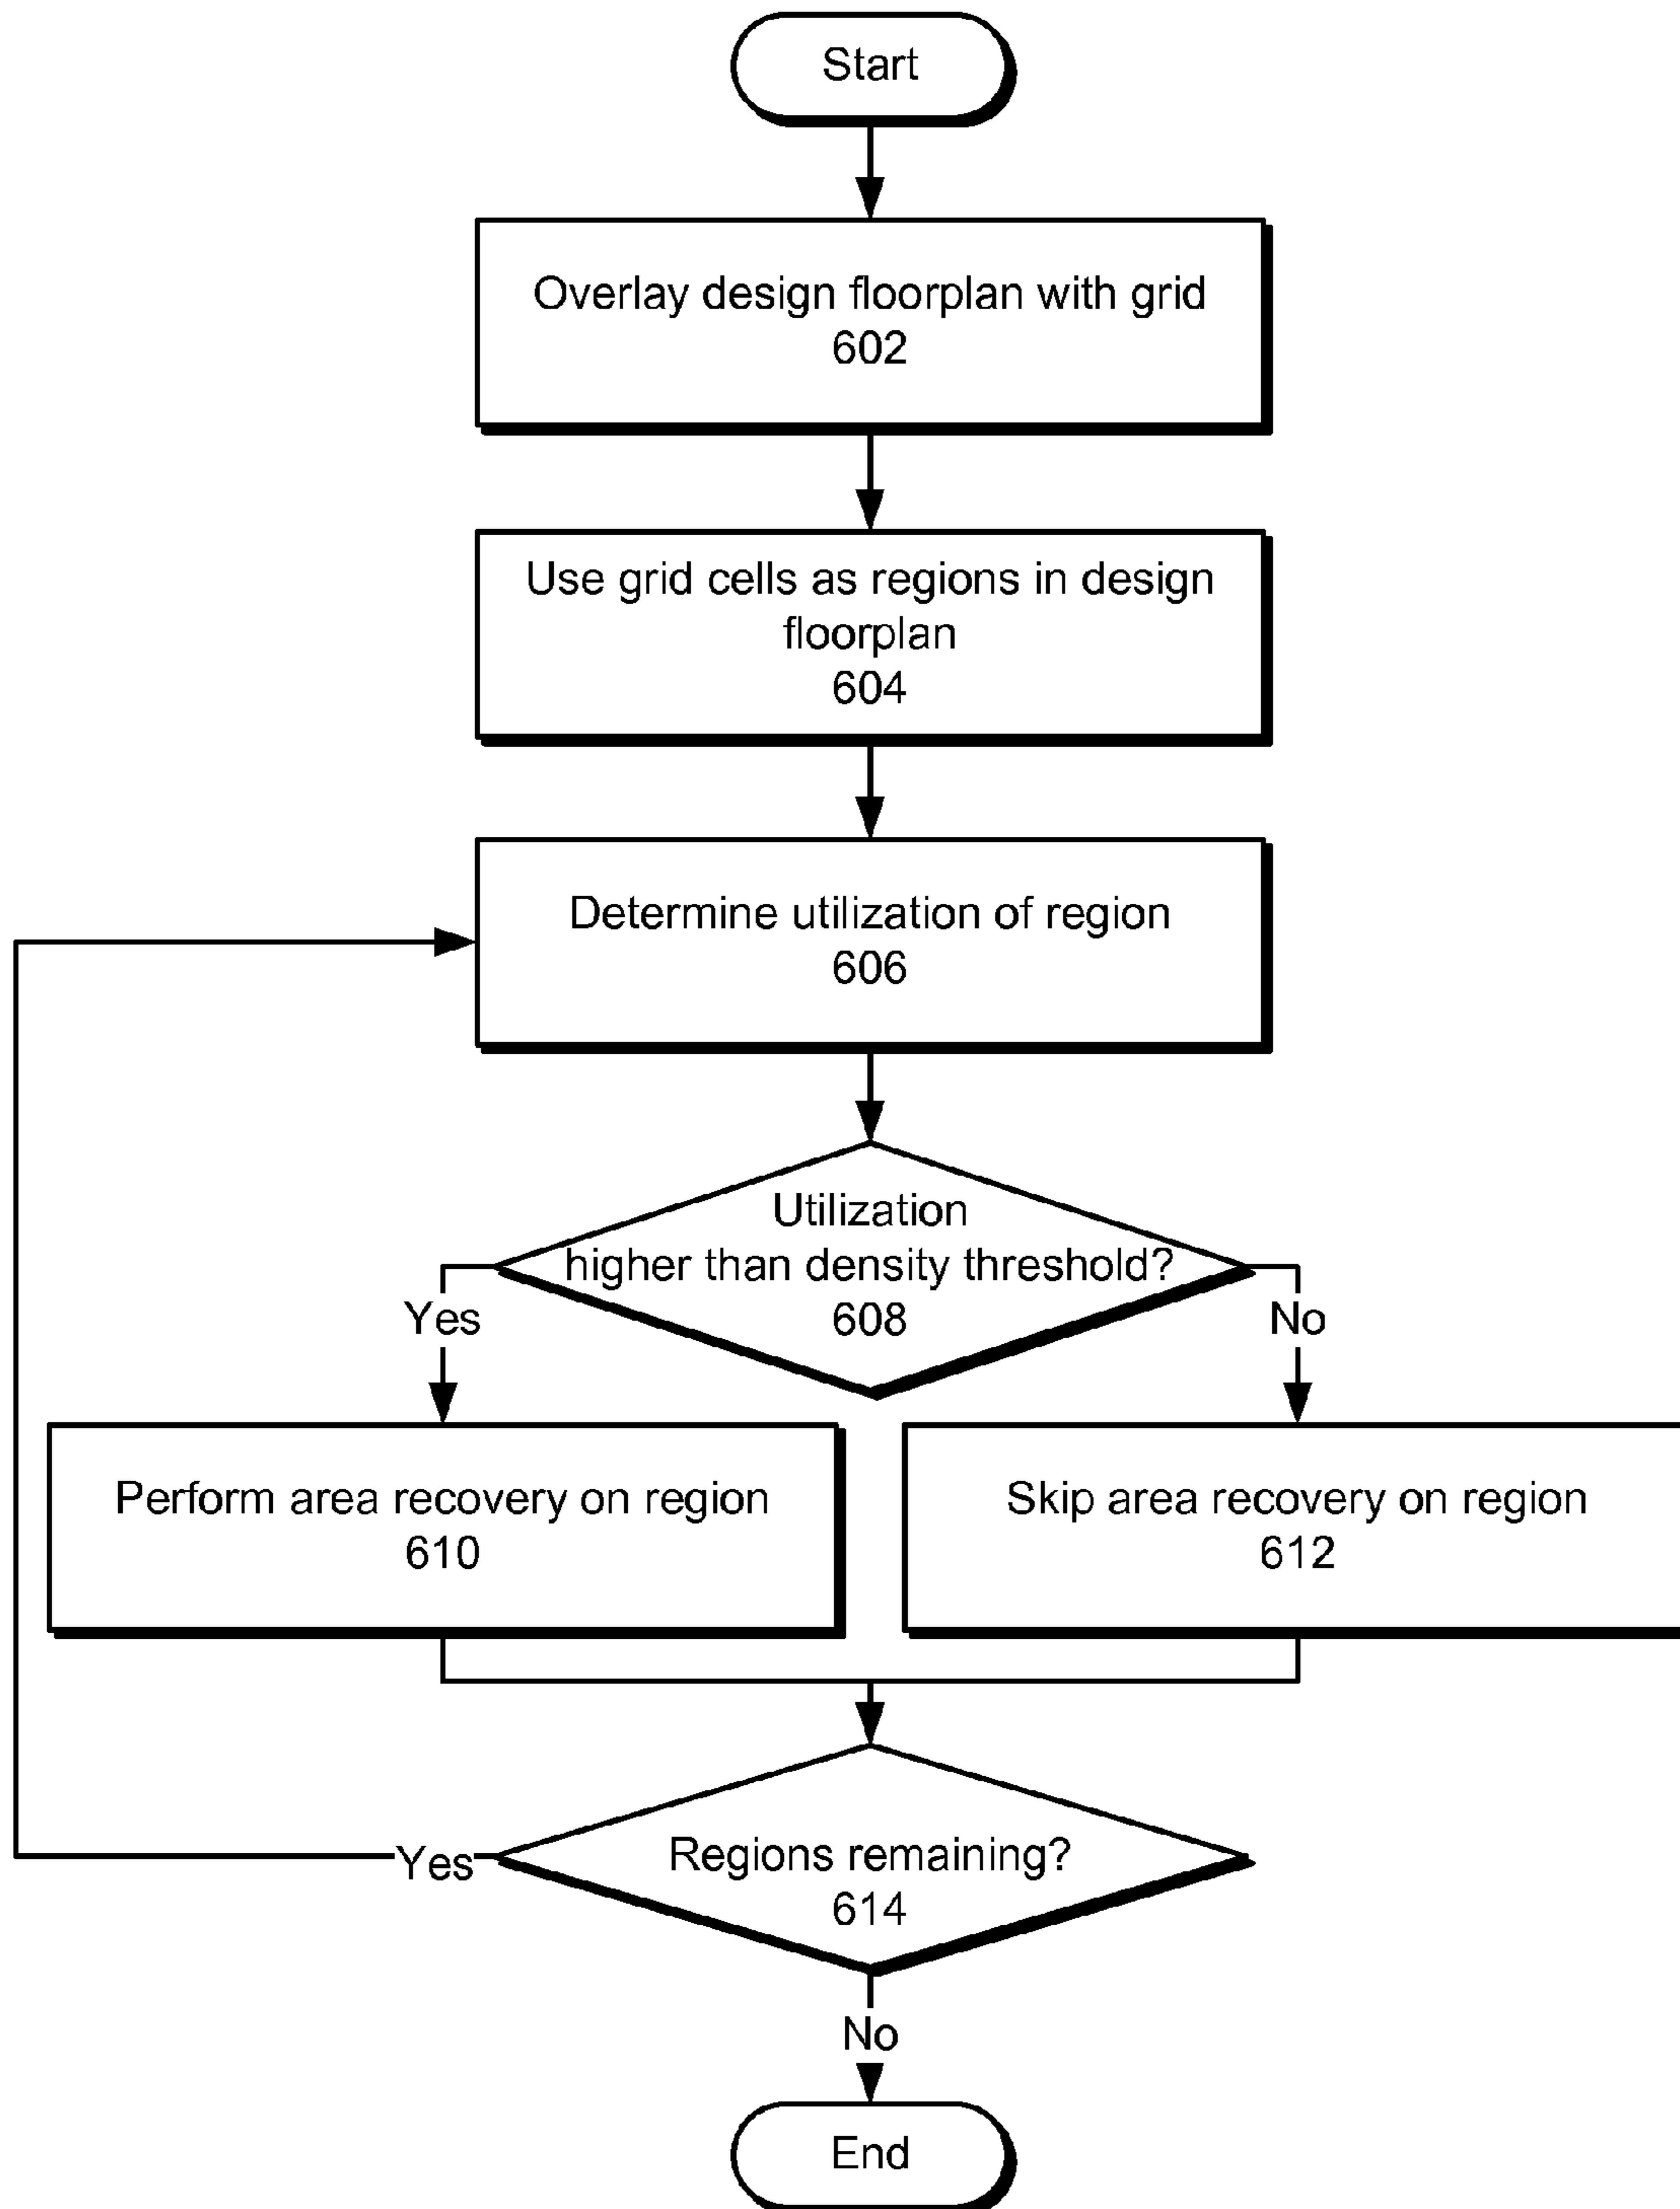 Start
Overlay design floorplan with grid
602
Use grid cells as regions in design
floorplan
604
Determine utilization of region
606
Utilization
higher than density threshold?
608
Yes
No
Perform area recovery on region
610
Skip area recovery on region
612
Regions remaining?
614
Yes
No
End